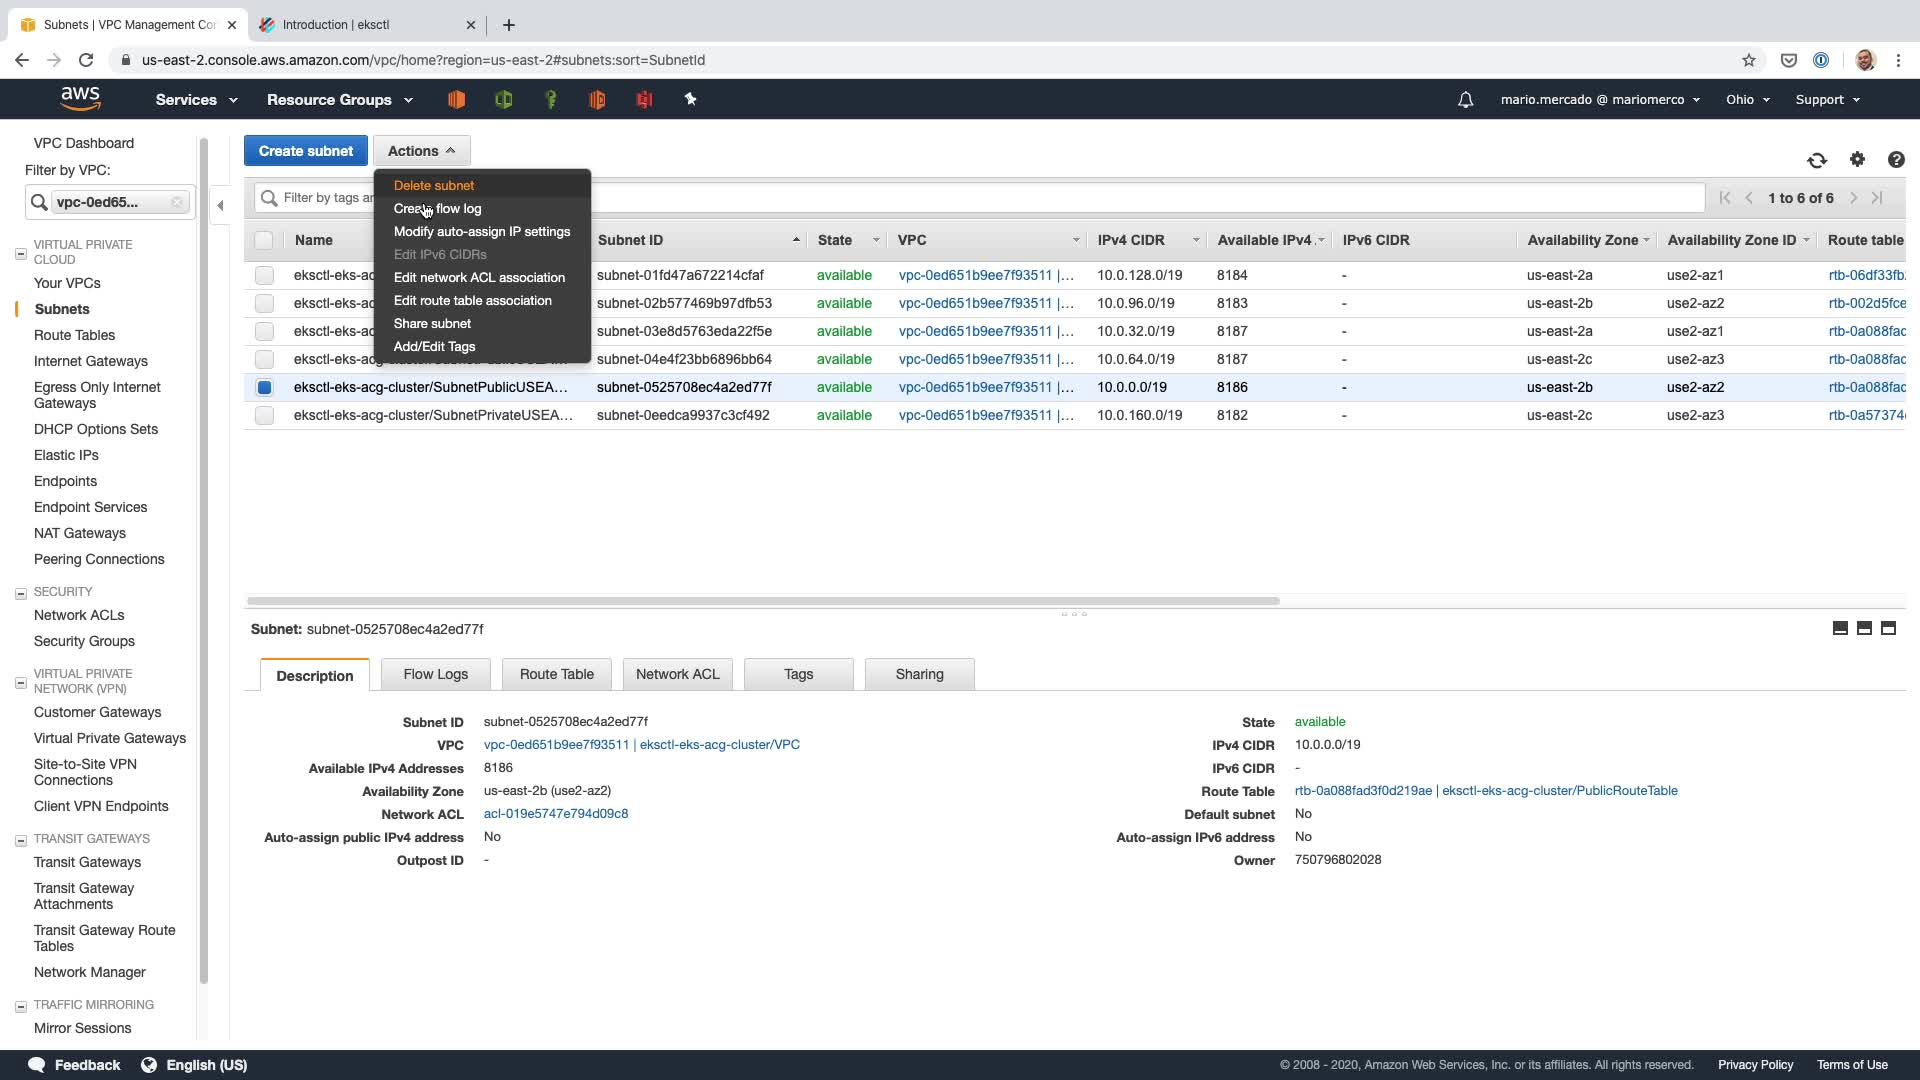 Subnets | VPC Management Con
Introduction | eksctl
us-east-2.console.aws.amazon.com/vpc/home?region=us-east-2#subnets:sort=SubnetId
aws
Services
Resource Groups
mario.mercado @ mariomerco
Ohio
Support
VPC Dashboard
Filter by VPC:
vpc-0ed65...
VIRTUAL PRIVATE
CLOUD
Your VPCs
Subnets
Route Tables
Internet Gateways
Egress Only Internet
Gateways
DHCP Options Sets
Elastic IPs
Endpoints
Endpoint Services
NAT Gateways
Peering Connections
SECURITY
Network ACLs
Security Groups
VIRTUAL PRIVATE
NETWORK (VPN)
Customer Gateways
Virtual Private Gateways
Site-to-Site VPN
Connections
Client VPN Endpoints
TRANSIT GATEWAYS
Transit Gateways
Transit Gateway
Attachments
Transit Gateway Route
Tables
Network Manager
TRAFFIC MIRRORING
Mirror Sessions
Create subnet
Actions
Delete subnet
Create flow log
Modify auto-assign IP settings
Edit IPv6 CIDRs
Edit network ACL association
Edit route table association
Share subnet
Add/Edit Tags
Filter by tags an
1 to 6 of 6
Name Subnet ID State VPC IPv4 CIDR Available IPv4 IPv6 CIDR Availability Zone Availability Zone ID Route table
eksctl-eks-ac subnet-01fd47a672214cfaf available vpc-0ed651b9ee7f93511 |... 10.0.128.0/19 8184 - us-east-2a use2-az1 rtb-06df33fb
eksctl-eks-ac subnet-02b577469b97dfb53 available vpc-0ed651b9ee7f93511 |... 10.0.96.0/19 8183 - us-east-2b use2-az2 rtb-002d5fce
eksctl-eks-ac subnet-03e8d5763eda22f5e available vpc-0ed651b9ee7f93511 |... 10.0.32.0/19 8187 - us-east-2a use2-az1 rtb-0a088fad
eksctl-eks-acg subnet-04e4f23bb6896bb64 available vpc-0ed651b9ee7f93511 |... 10.0.64.0/19 8187 - us-east-2c use2-az3 rtb-0a088fad
eksctl-eks-acg-cluster/SubnetPublicUSEA... subnet-0525708ec4a2ed77f available vpc-0ed651b9ee7f93511 |... 10.0.0.0/19 8186 - us-east-2b use2-az2 rtb-0a088fad
eksctl-eks-acg-cluster/SubnetPrivateUSEA... subnet-0eedca9937c3cf492 available vpc-0ed651b9ee7f93511 |... 10.0.160.0/19 8182 - us-east-2c use2-az3 rtb-0a57374
Subnet: subnet-0525708ec4a2ed77f
Description Flow Logs Route Table Network ACL Tags Sharing
Subnet ID subnet-0525708ec4a2ed77f
VPC vpc-0ed651b9ee7f93511 | eksctl-eks-acg-cluster/VPC
Available IPv4 Addresses 8186
Availability Zone us-east-2b (use2-az2)
Network ACL acl-019e5747e794d09c8
Auto-assign public IPv4 address No
Outpost ID -
State available
IPv4 CIDR 10.0.0.0/19
IPv6 CIDR -
Route Table rtb-0a088fad3f0d219ae | eksctl-eks-acg-cluster/PublicRouteTable
Default subnet No
Auto-assign IPv6 address No
Owner 750796802028
Feedback
English (US)
© 2008 - 2020, Amazon Web Services, Inc. or its affiliates. All rights reserved.
Privacy Policy
Terms of Use